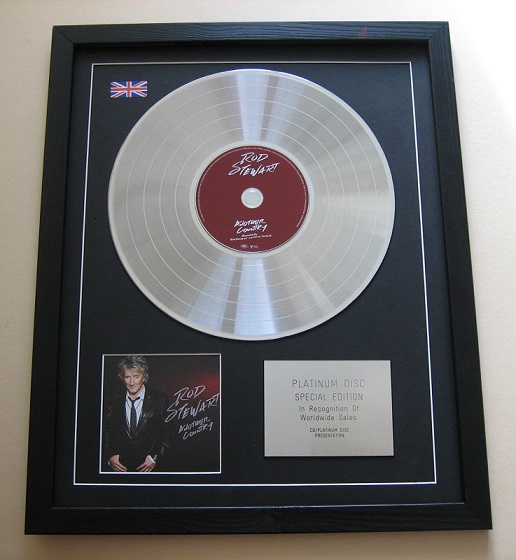 ROD
STEWART
ANOTHER
COUNTRY
ROD
STEWART
ANOTHER
COUNTRY
PLATINUM DISC
SPECIAL EDITION
In Recognition Of
Worldwide Sales.
CD/PLATINUM DISC
PRESENTATION